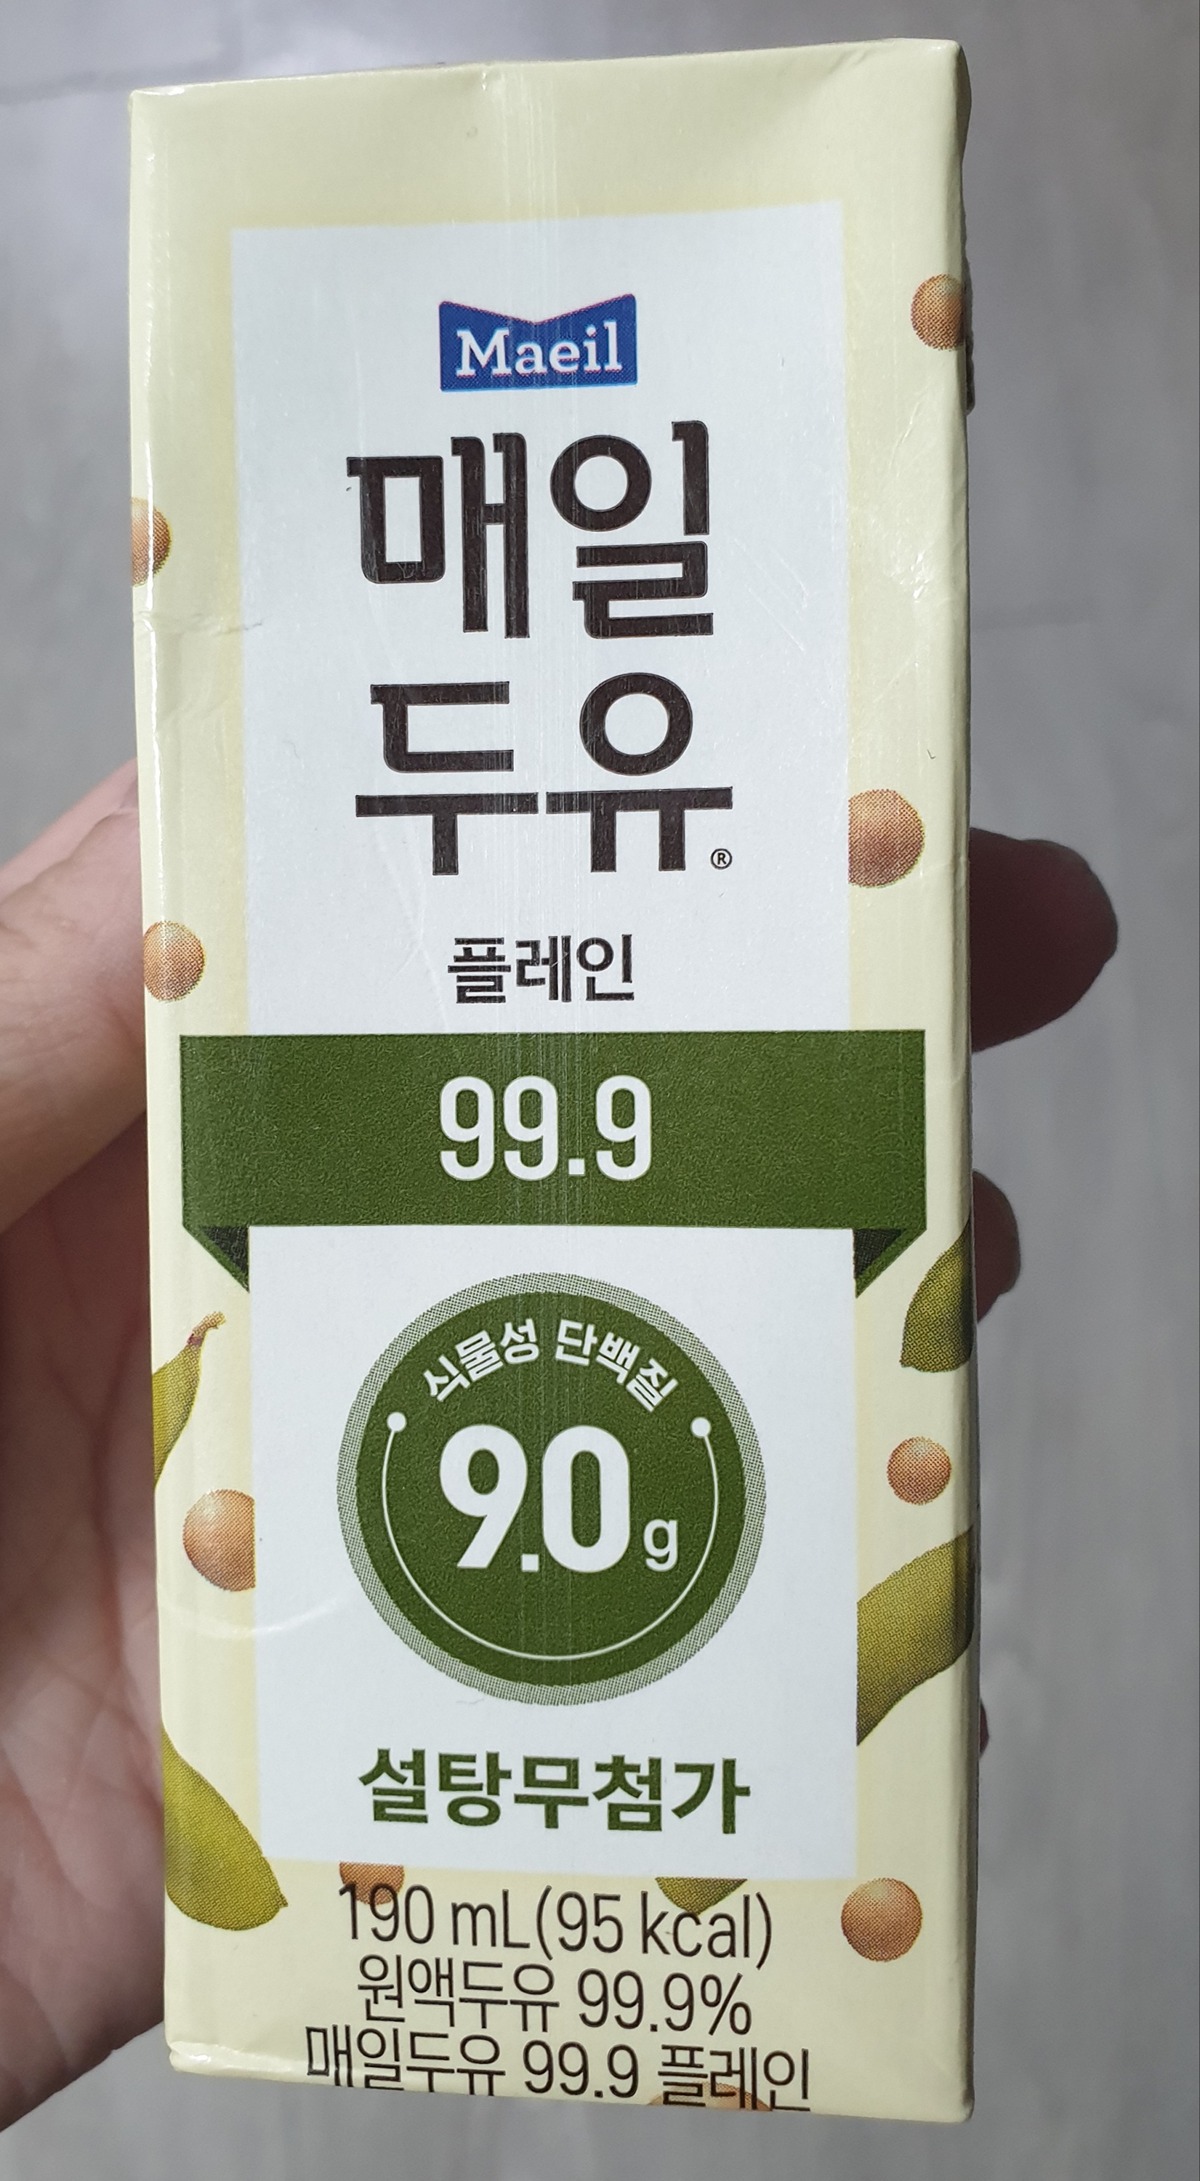 Maeil
매일
두유®
플레인
99.9
식물성 단백질
9.0 g
설탕무첨가
190 mL(95 kcal)
원액두유 99.9%
매일두유 99.9 플레인